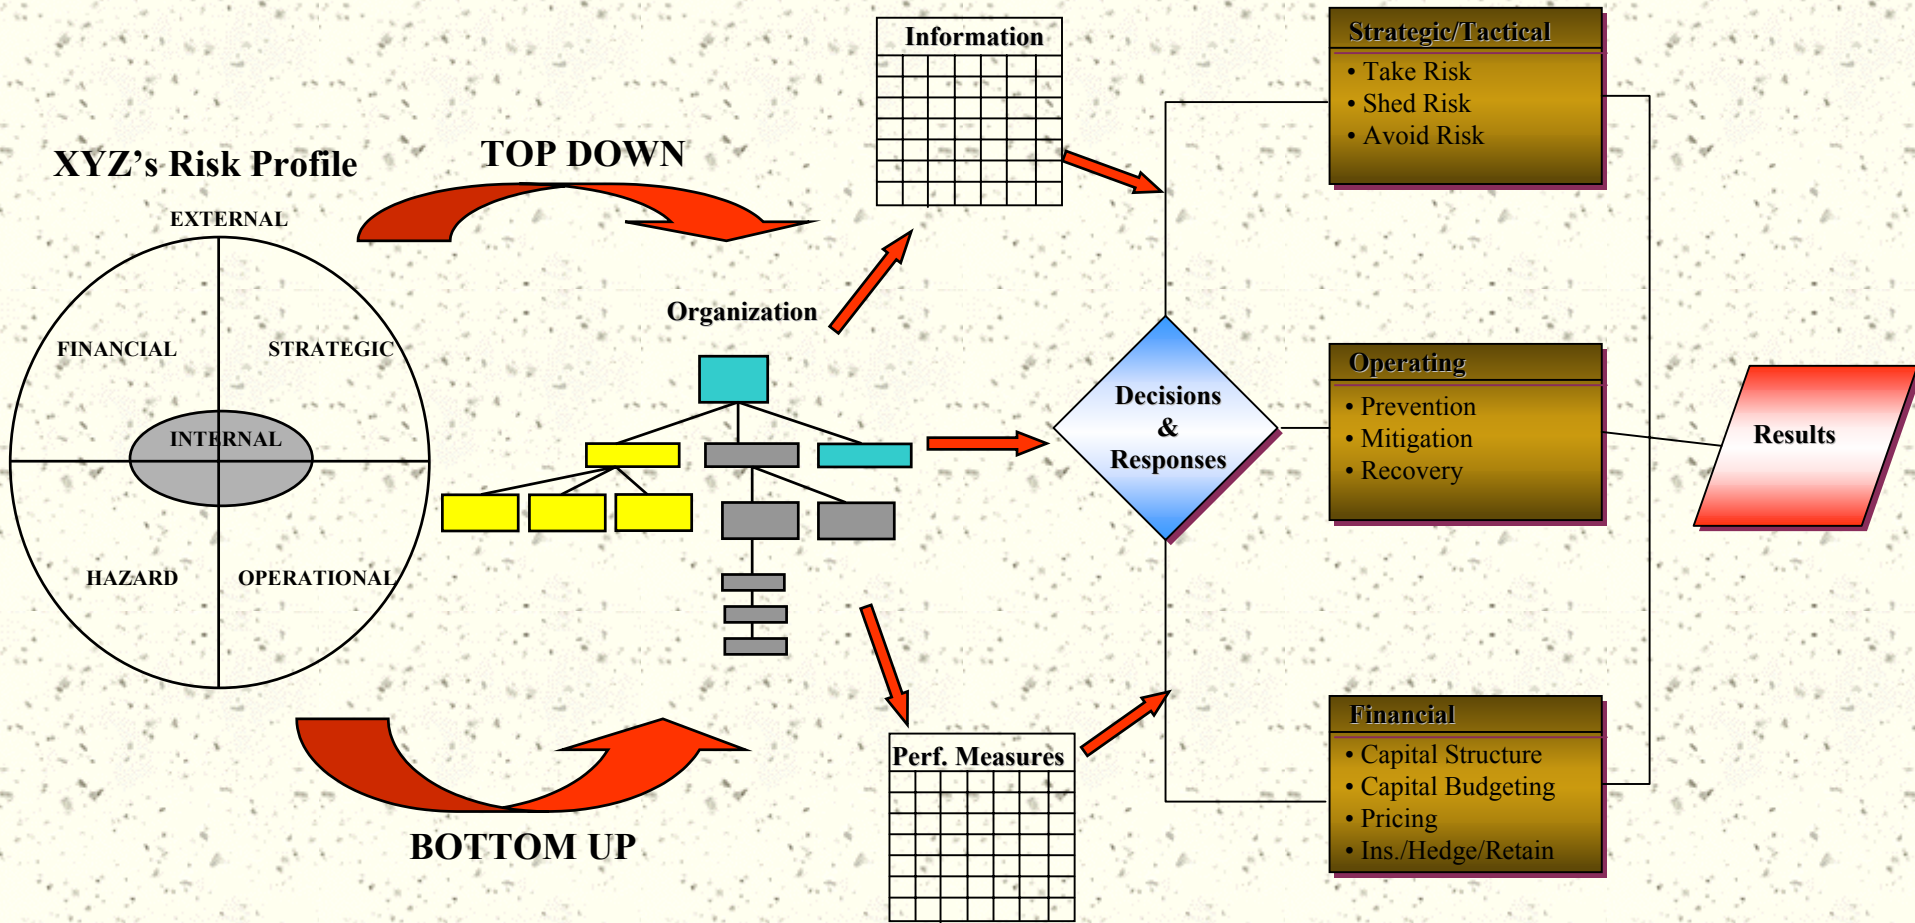 XYZ’s Risk Profile
EXTERNAL
FINANCIAL
STRATEGIC
INTERNAL
HAZARD
OPERATIONAL
TOP DOWN
BOTTOM UP
Organization
Information
Perf. Measures
Decisions
&
Responses
Strategic/Tactical
• Take Risk
• Shed Risk
• Avoid Risk
Operating
• Prevention
• Mitigation
• Recovery
Financial
• Capital Structure
• Capital Budgeting
• Pricing
• Ins./Hedge/Retain
Results